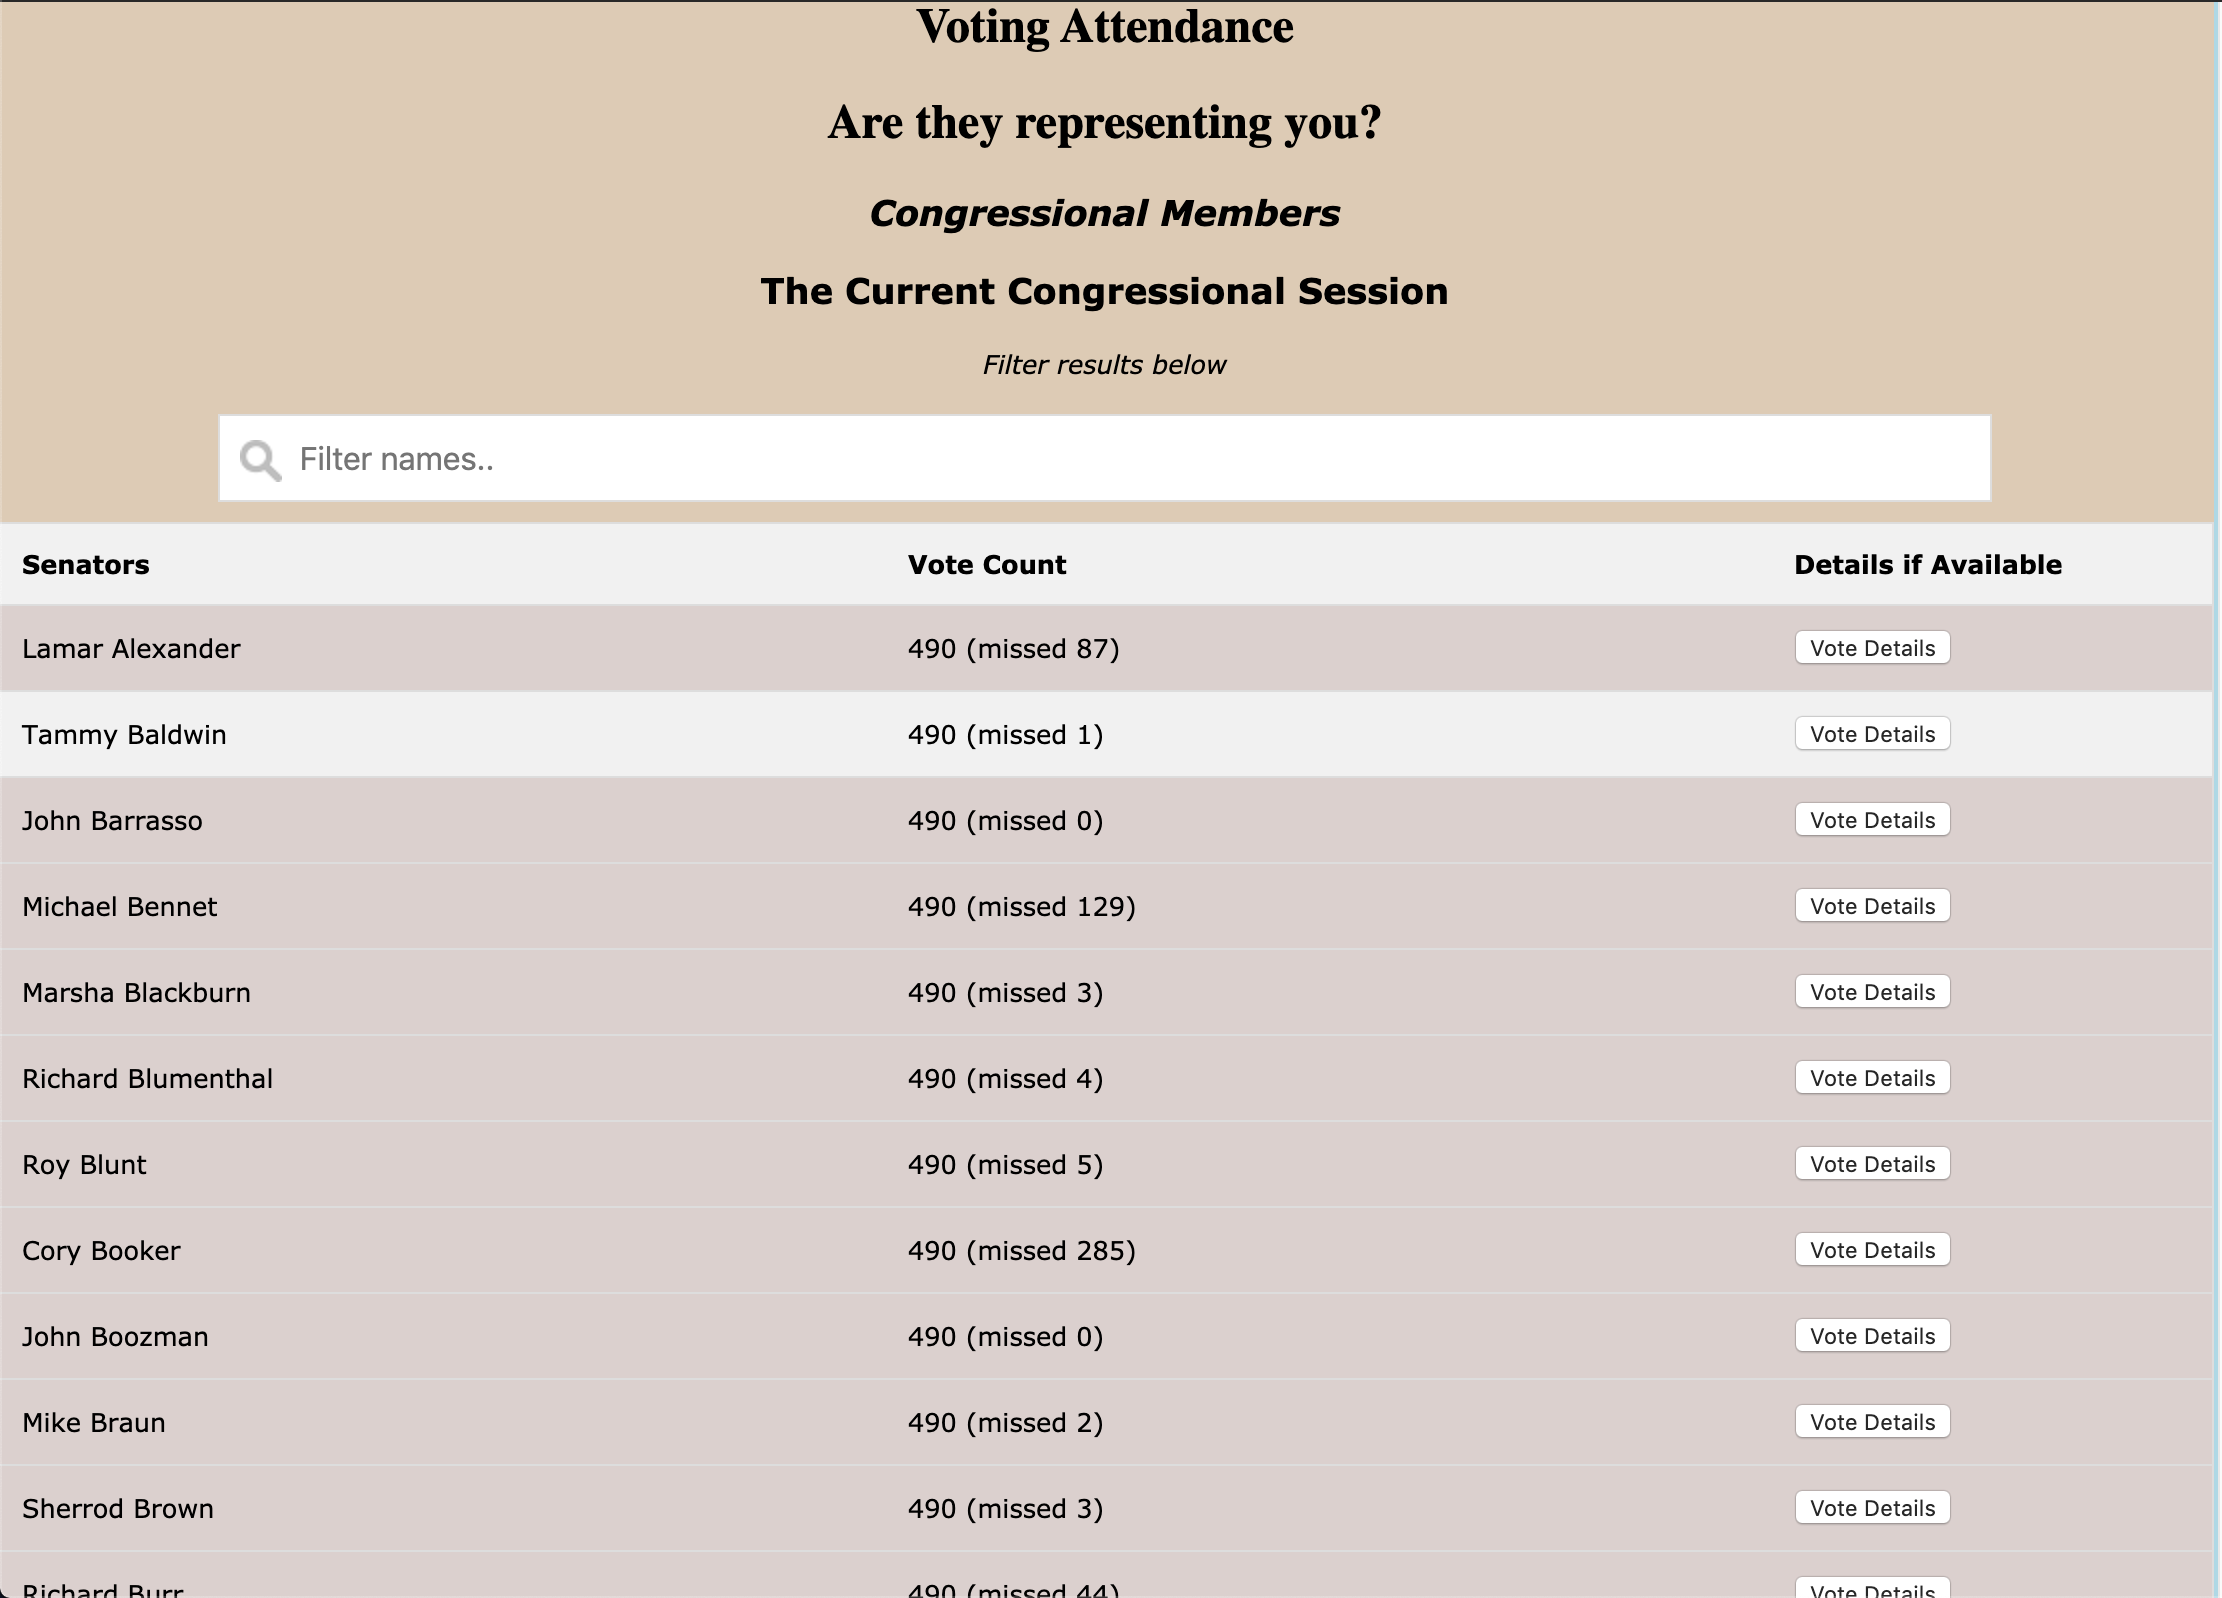 Voting Attendance
Are they representing you?
Congressional Members
The Current Congressional Session
Filter results below
Filter names..
Senators Vote Count Details if Available
Lamar Alexander 490 (missed 87) Vote Details
Tammy Baldwin 490 (missed 1) Vote Details
John Barrasso 490 (missed 0) Vote Details
Michael Bennet 490 (missed 129) Vote Details
Marsha Blackburn 490 (missed 3) Vote Details
Richard Blumenthal 490 (missed 4) Vote Details
Roy Blunt 490 (missed 5) Vote Details
Cory Booker 490 (missed 285) Vote Details
John Boozman 490 (missed 0) Vote Details
Mike Braun 490 (missed 2) Vote Details
Sherrod Brown 490 (missed 3) Vote Details
Richard Burr 490 (missed 44) Vote Details